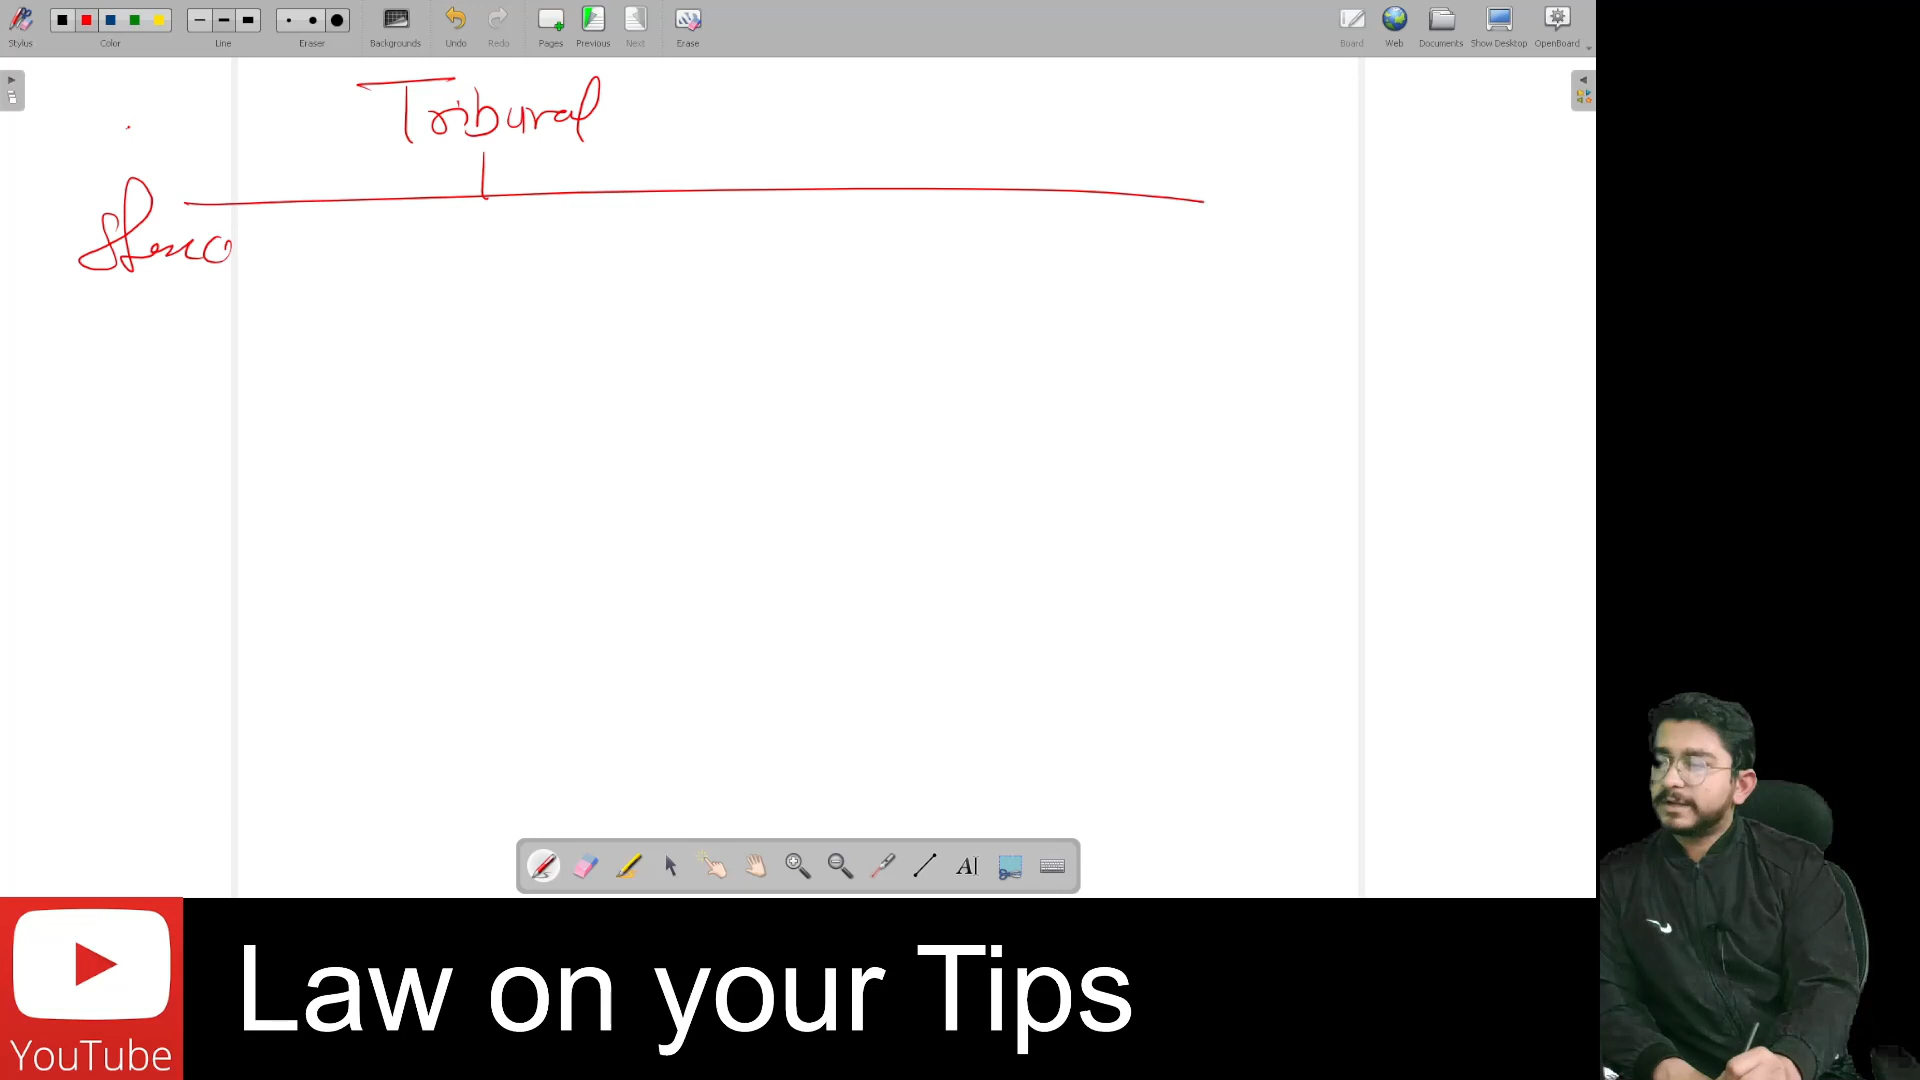 Stylus
Color
Line
Eraser
Backgrounds
Undo
Redo
Pages
Previous
Next
Erase
Board
Web
Documents
Show Desktop
OpenBoard
Tribunal
A
YouTube
Law on your Tips